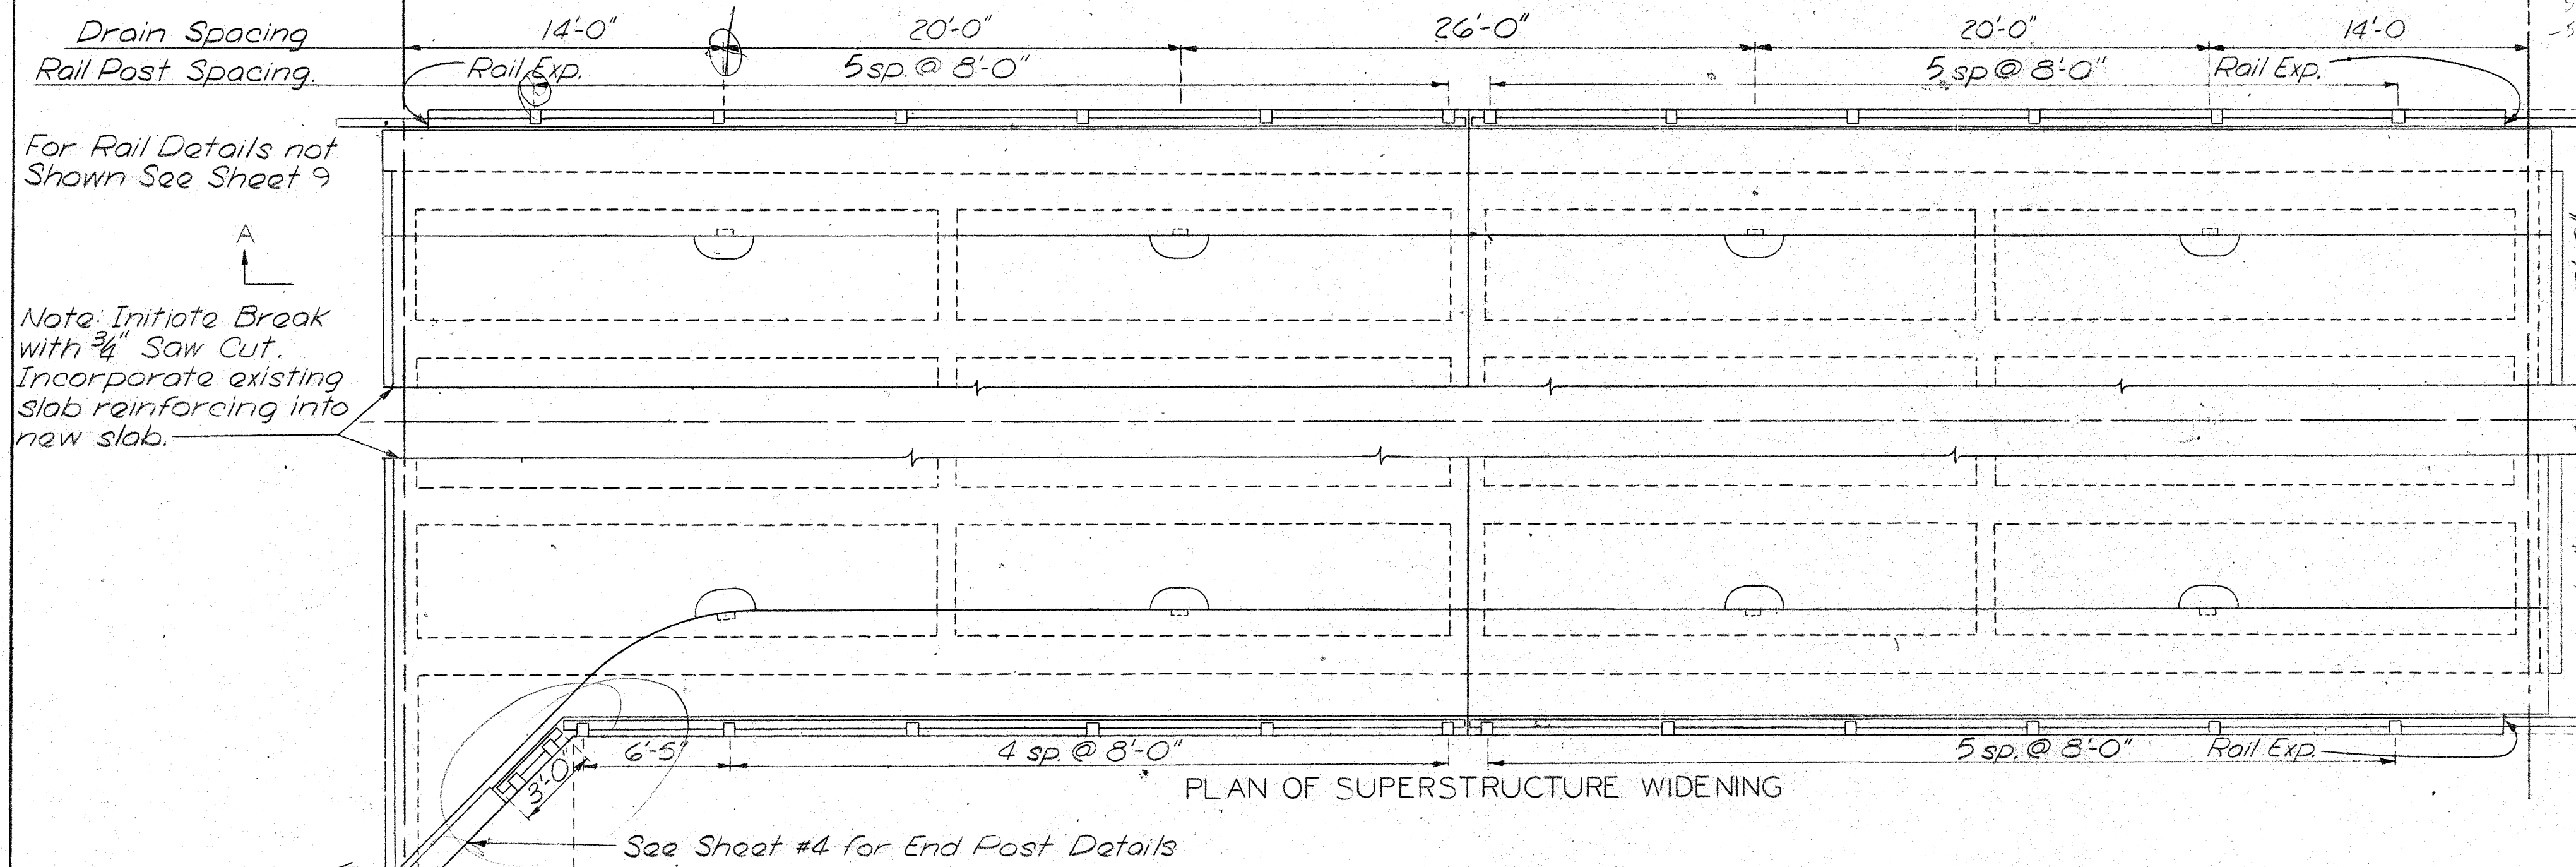 Drain Spacing
14'-0"
20'-0"
26'-0"
20'-0"
14'-0
Rail Post Spacing.
Rail Exp.
5 sp. @ 8'-0"
5 sp @ 8'-0"
Rail Exp.
For Rail Details not
Shown See Sheet 9
A
Note: Initiate Break
with 3/4" Saw Cut.
Incorporate existing
slab reinforcing into
new slab.
3'-0"
6'-5"
4 sp. @ 8'-0"
5 sp. @ 8'-0"
Rail Exp.
PLAN OF SUPERSTRUCTURE WIDENING
See Sheet #4 for End Post Details